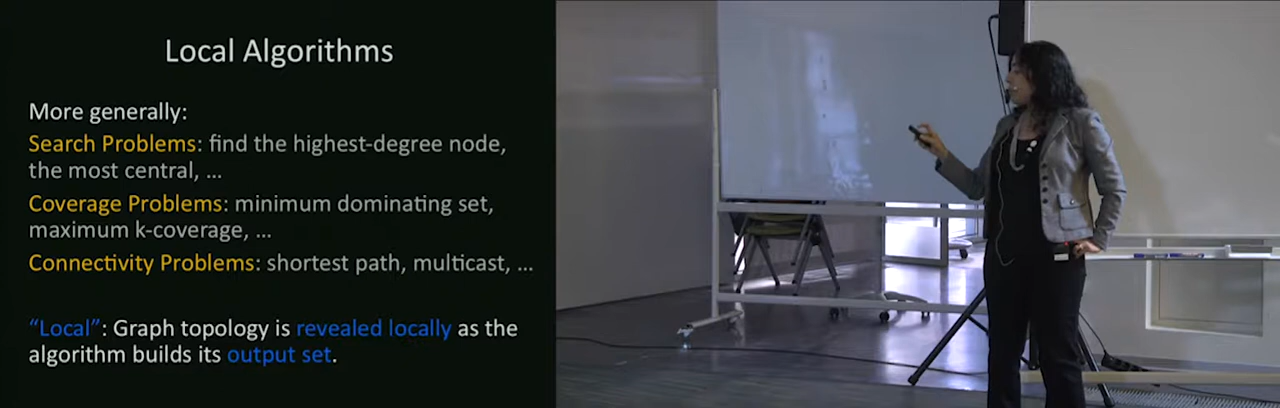 Local Algorithms
More generally:
Search Problems: find the highest-degree node,
the most central, ...
Coverage Problems: minimum dominating set,
maximum k-coverage, ...
Connectivity Problems: shortest path, multicast, ...
“Local”: Graph topology is revealed locally as the
algorithm builds its output set.